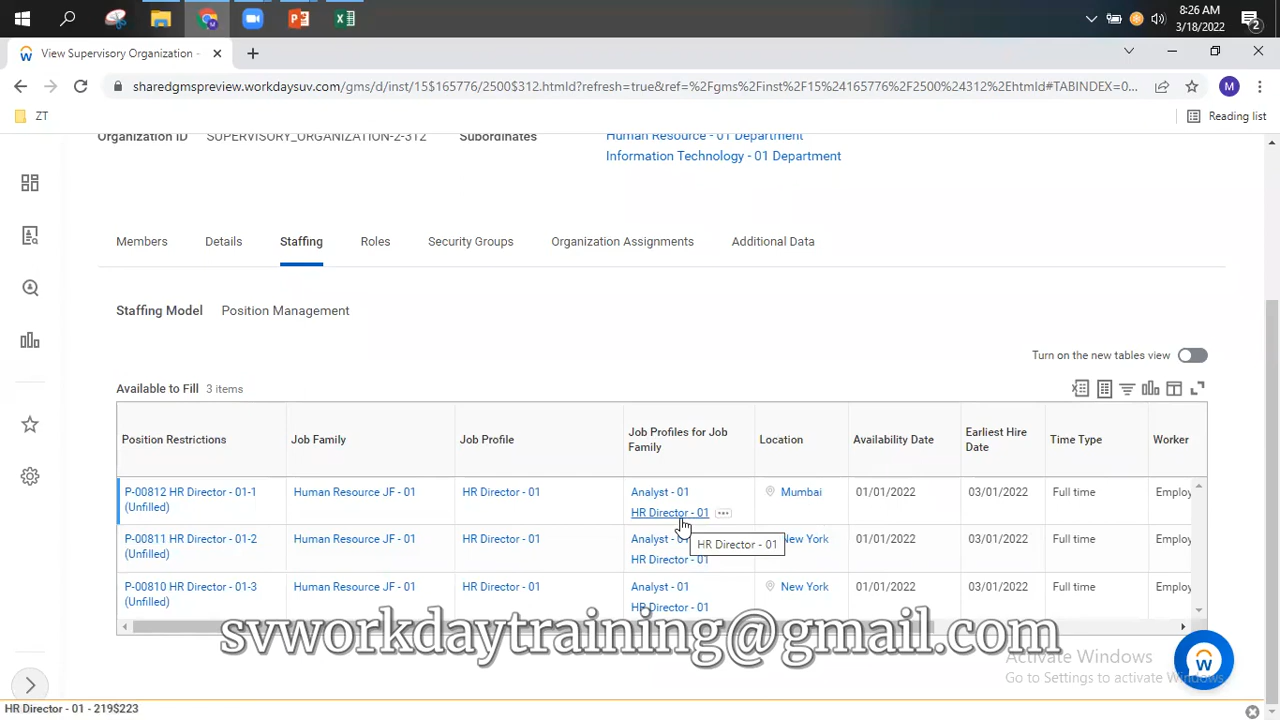 8:26 AM
3/18/2022
2
View Supervisory Organization -
sharedgmspreview.workdaysuv.com/gms/d/inst/15$165776/2500$312.htmld?refresh=true&ref=%2Fgms%2Finst%2F15%24165776%2F2500%24312%2Ehtmld#TABINDEX=0...
M
ZT
Reading list
Organization ID SUPERVISORY_ORGANIZATION-2-312 Subordinates Human Resource - 01 Department
Information Technology - 01 Department
Members Details Staffing Roles Security Groups Organization Assignments Additional Data
Staffing Model Position Management
Turn on the new tables view
Available to Fill 3 items
Position Restrictions Job Family Job Profile Job Profiles for Job Family Location Availability Date Earliest Hire Date Time Type Worker
P-00812 HR Director - 01-1 (Unfilled) Human Resource JF - 01 HR Director - 01 Analyst - 01 HR Director - 01 Mumbai 01/01/2022 03/01/2022 Full time Employ
HR Director - 01
P-00811 HR Director - 01-2 (Unfilled) Human Resource JF - 01 HR Director - 01 Analyst - 01 HR Director - 01 New York 01/01/2022 03/01/2022 Full time Employ
P-00810 HR Director - 01-3 (Unfilled) Human Resource JF - 01 HR Director - 01 Analyst - 01 HR Director - 01 New York 01/01/2022 03/01/2022 Full time Employ
svworkdaytraining@gmail.com
Activate Windows
Go to Settings to activate Windows.
HR Director - 01 - 219$223